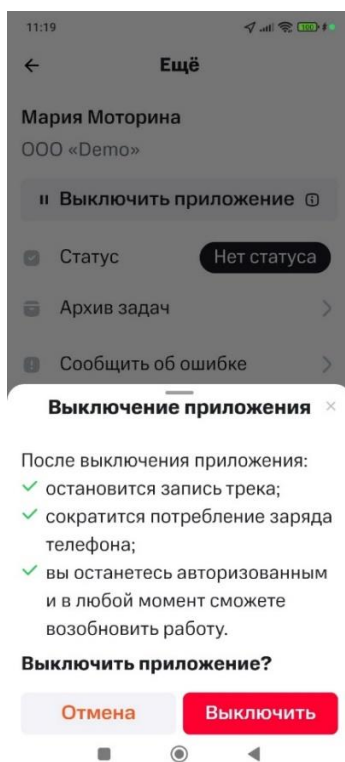 11:19
100
Ещё
Мария Моторина
ООО «Demo»
Выключить приложение
Статус
Нет статуса
Архив задач
Сообщить об ошибке
Выключение приложения
После выключения приложения:
остановится запись трека;
сократится потребление заряда
телефона;
вы останетесь авторизованным
и в любой момент сможете
возобновить работу.
Выключить приложение?
Отмена
Выключить